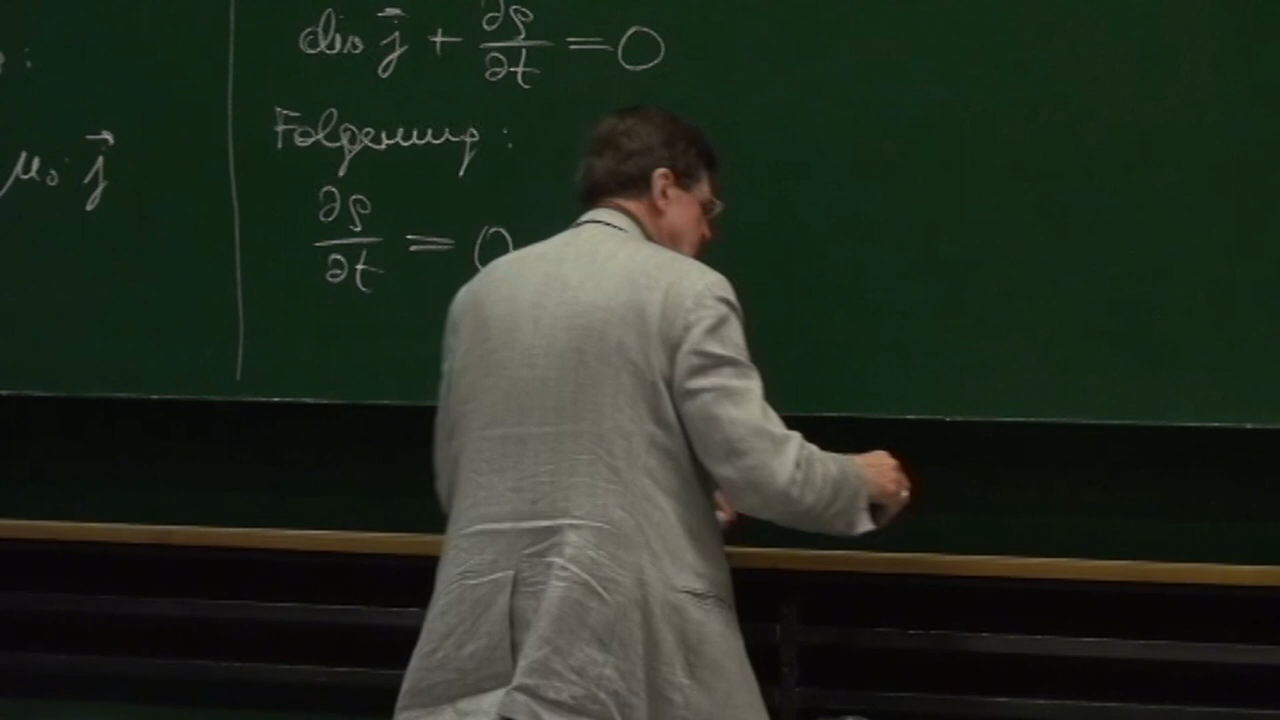 :
μ₀ j⃗
div j⃗ + ∂ρ/∂t = 0
Folgerung:
∂ρ/∂t = 0